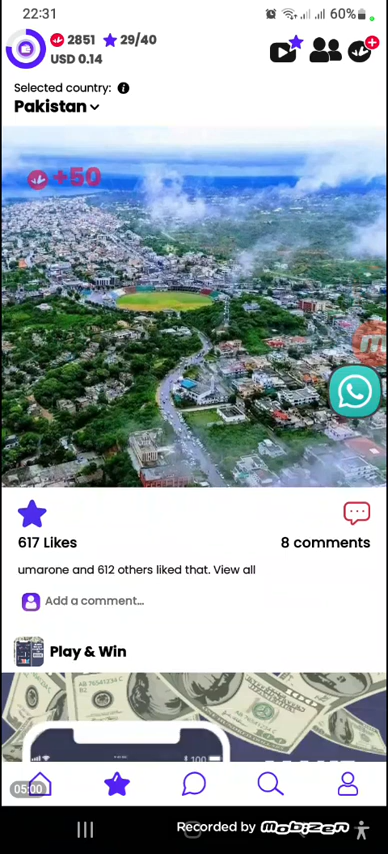 22:31
60%
2851
29/40
USD 0.14
Selected country:
Pakistan
+50
617 Likes
8 comments
umarone and 612 others liked that. View all
Add a comment...
Play & Win
100
05:00
Recorded by MOBIZEN